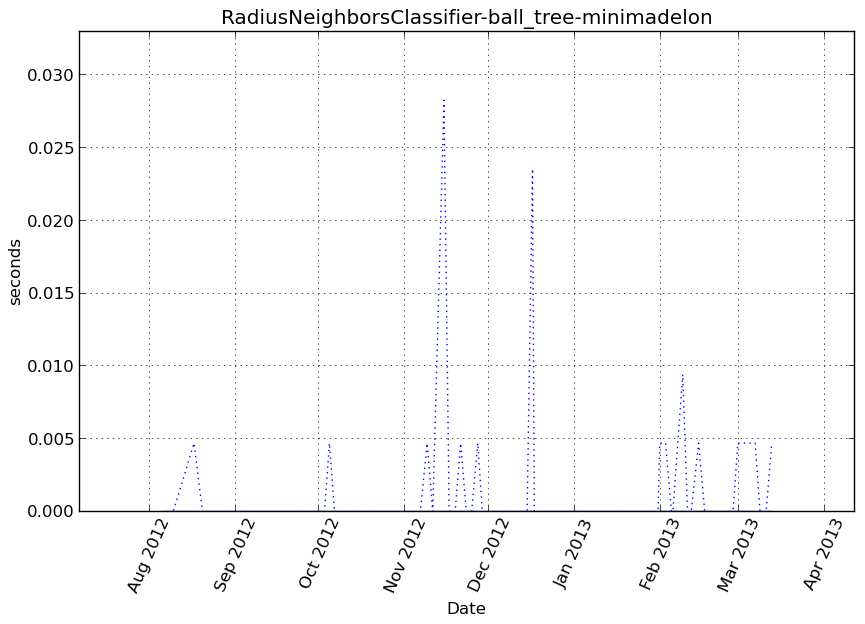 RadiusNeighborsClassifier-ball_tree-minimadelon
0.030
0.025
0.020
0.015
0.010
0.005
0.000
seconds
Aug 2012
Sep 2012
Oct 2012
Nov 2012
Dec 2012
Jan 2013
Feb 2013
Mar 2013
Apr 2013
Date